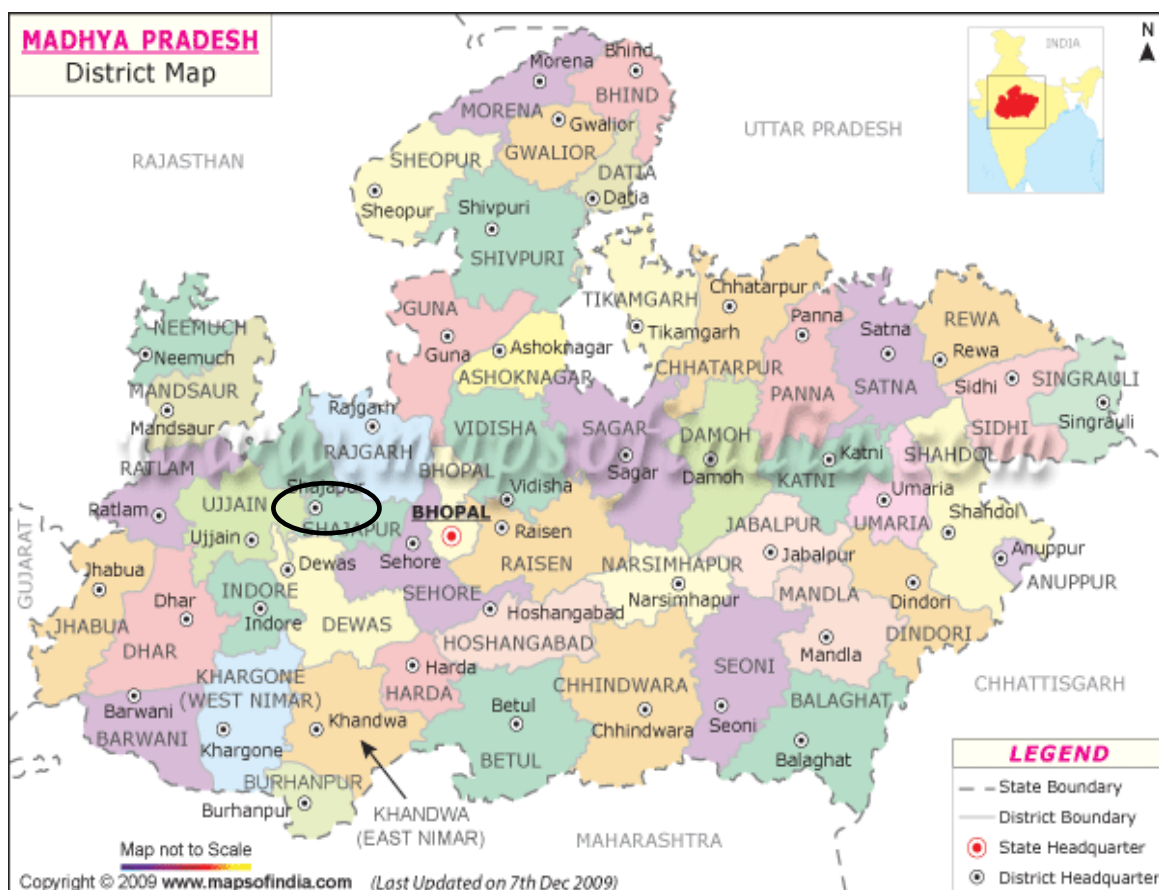 MADHYA PRADESH
District Map
N
INDIA
RAJASTHAN
UTTAR PRADESH
Bhind
Morena
BHIND
MORENA
Gwalior
GWALIOR
SHEOPUR
DATIA
Sheopur
Datia
Shivpuri
SHIVPURI
TIKAMGARH
Chhatarpur
GUNA
Panna
Satna
REWA
NEEMUCH
Tikamgarh
Guna
Ashoknagar
Neemuch
Rewa
CHHATARPUR
ASHOKNAGAR
Sidhi
SINGRAULI
MANDSAUR
PANNA
SATNA
Singrauli
Rajgarh
Mandsaur
VIDISHA
SAGAR
DAMOH
SIDHI
www.mapsofindia.com
RAJGARH
Katni
SHAHDOL
RATLAM
BHOPAL
Sagar
Damoh
KATNI
Shajapur
Vidisha
UJJAIN
Umaria
Ratlam
BHOPAL
Shahdol
SHAJAPUR
Raisen
JABALPUR
UMARIA
Ujjain
Sehore
Jabalpur
Anuppur
GUJARAT
Dewas
RAISEN
NARSIMHAPUR
ANUPPUR
Jhabua
INDORE
SEHORE
Narsimhapur
MANDLA
Dindori
Dhar
Indore
Hoshangabad
JHABUA
DEWAS
HOSHANGABAD
DINDORI
DHAR
Mandla
KHARGONE
(WEST NIMAR)
Harda
SEONI
CHHINDWARA
CHHATTISGARH
HARDA
BALAGHAT
Barwani
Betul
Seoni
Khandwa
Chhindwara
BARWANI
Khargone
BETUL
Balaghat
BURHANPUR
Burhanpur
KHANDWA
(EAST NIMAR)
MAHARASHTRA
LEGEND
State Boundary
District Boundary
State Headquarter
District Headquarter
Map not to Scale
Copyright © 2009 www.mapsofindia.com (Last Updated on 7th Dec 2009)